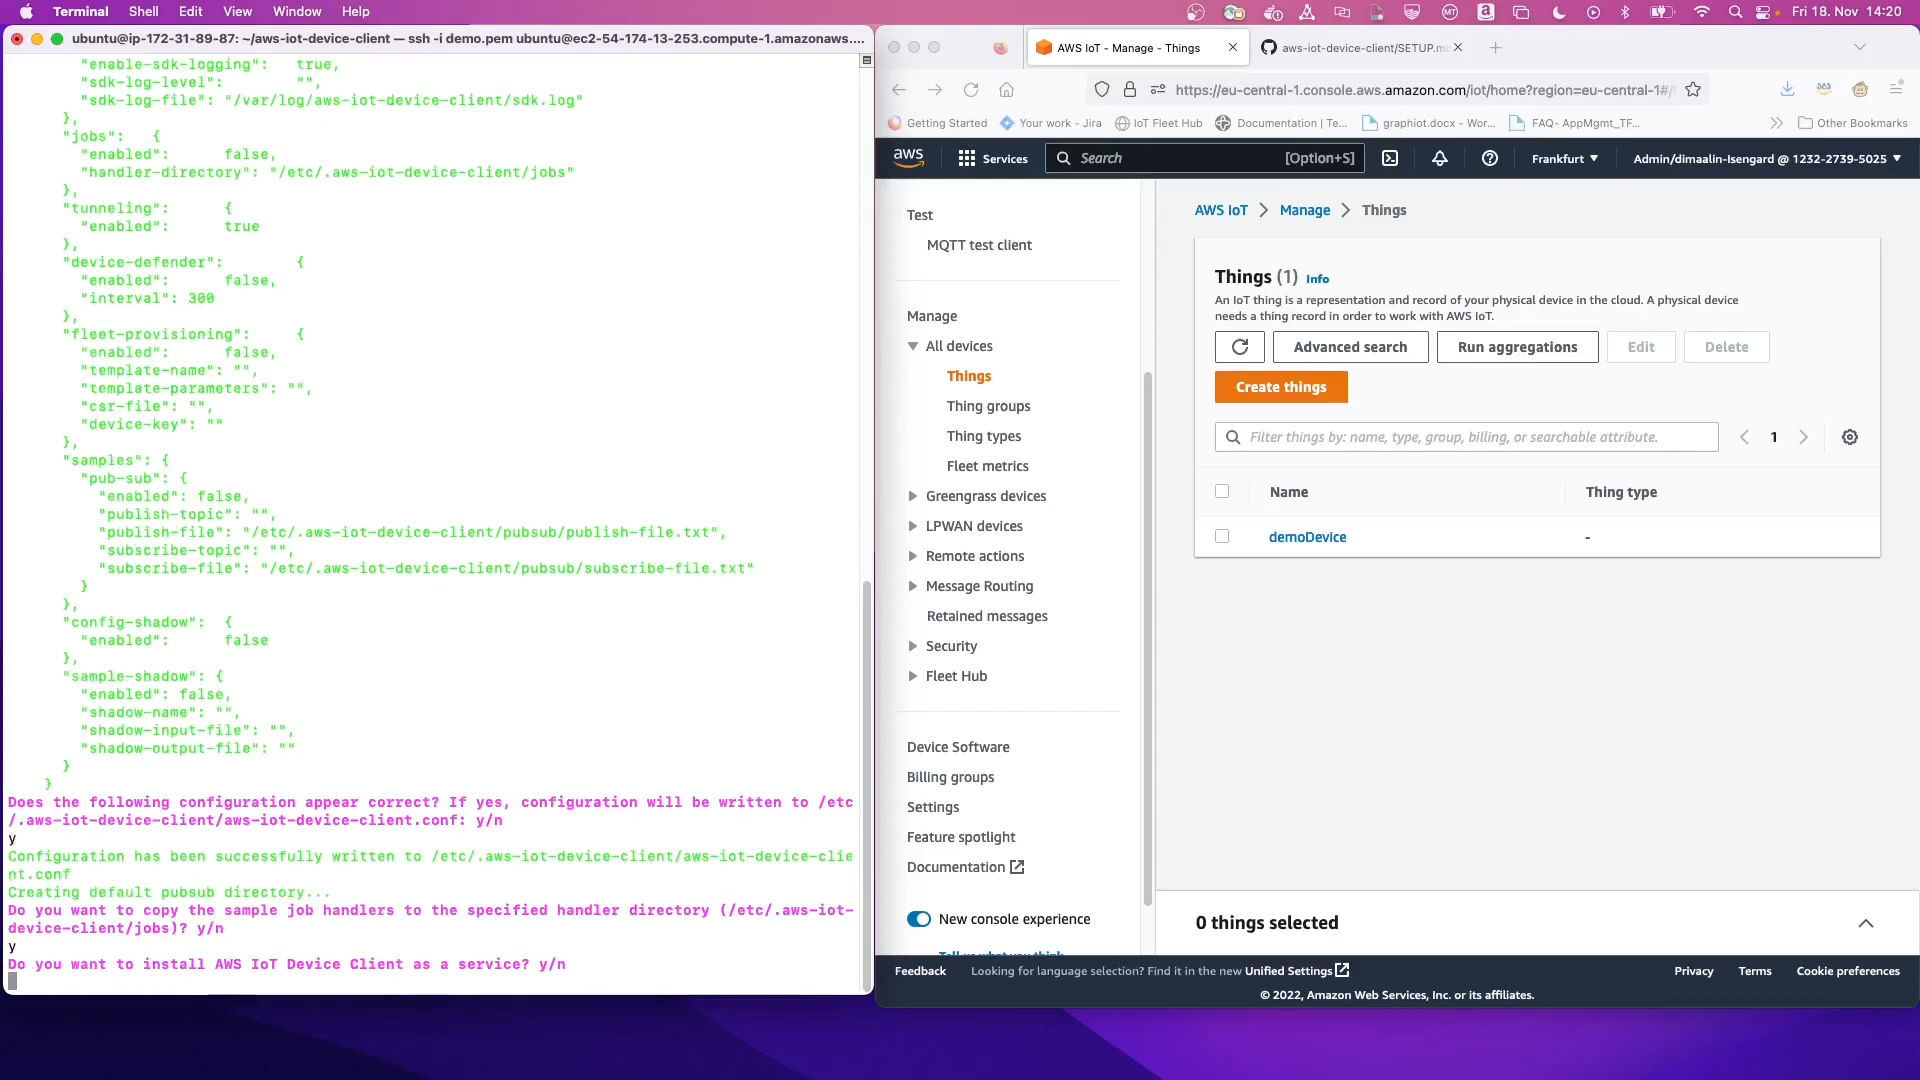 Terminal Shell Edit View Window Help
Fri 18. Nov 14:20
ubuntu@ip-172-31-89-87: ~/aws-iot-device-client — ssh -i demo.pem ubuntu@ec2-54-174-13-253.compute-1.amazonaws....
"enable-sdk-logging": true,
"sdk-log-level": "",
"sdk-log-file": "/var/log/aws-iot-device-client/sdk.log"
},
"jobs": {
"enabled": false,
"handler-directory": "/etc/.aws-iot-device-client/jobs"
},
"tunneling": {
"enabled": true
},
"device-defender": {
"enabled": false,
"interval": 300
},
"fleet-provisioning": {
"enabled": false,
"template-name": "",
"template-parameters": "",
"csr-file": "",
"device-key": ""
},
"samples": {
"pub-sub": {
"enabled": false,
"publish-topic": "",
"publish-file": "/etc/.aws-iot-device-client/pubsub/publish-file.txt",
"subscribe-topic": "",
"subscribe-file": "/etc/.aws-iot-device-client/pubsub/subscribe-file.txt"
}
},
"config-shadow": {
"enabled": false
},
"sample-shadow": {
"enabled": false,
"shadow-name": "",
"shadow-input-file": "",
"shadow-output-file": ""
}
}
Does the following configuration appear correct? If yes, configuration will be written to /etc
/.aws-iot-device-client/aws-iot-device-client.conf: y/n
y
Configuration has been successfully written to /etc/.aws-iot-device-client/aws-iot-device-clie
nt.conf
Creating default pubsub directory...
Do you want to copy the sample job handlers to the specified handler directory (/etc/.aws-iot-
device-client/jobs)? y/n
y
Do you want to install AWS IoT Device Client as a service? y/n
AWS IoT - Manage - Things
aws-iot-device-client/SETUP.m
https://eu-central-1.console.aws.amazon.com/iot/home?region=eu-central-1#/
Getting Started
Your work - Jira
IoT Fleet Hub
Documentation | Te...
graphiot.docx - Wor...
FAQ- AppMgmt_TF...
Other Bookmarks
aws
Services
Search [Option+S]
Frankfurt
Admin/dimaalin-Isengard @ 1232-2739-5025
Test
MQTT test client
Manage
All devices
Things
Thing groups
Thing types
Fleet metrics
Greengrass devices
LPWAN devices
Remote actions
Message Routing
Retained messages
Security
Fleet Hub
Device Software
Billing groups
Settings
Feature spotlight
Documentation
New console experience
Tell us what you think
AWS IoT Manage Things
Things (1) Info
An IoT thing is a representation and record of your physical device in the cloud. A physical device
needs a thing record in order to work with AWS IoT.
Advanced search Run aggregations Edit Delete
Create things
Filter things by: name, type, group, billing, or searchable attribute.
1
Name Thing type
demoDevice -
0 things selected
Feedback Looking for language selection? Find it in the new Unified Settings Privacy Terms Cookie preferences
© 2022, Amazon Web Services, Inc. or its affiliates.